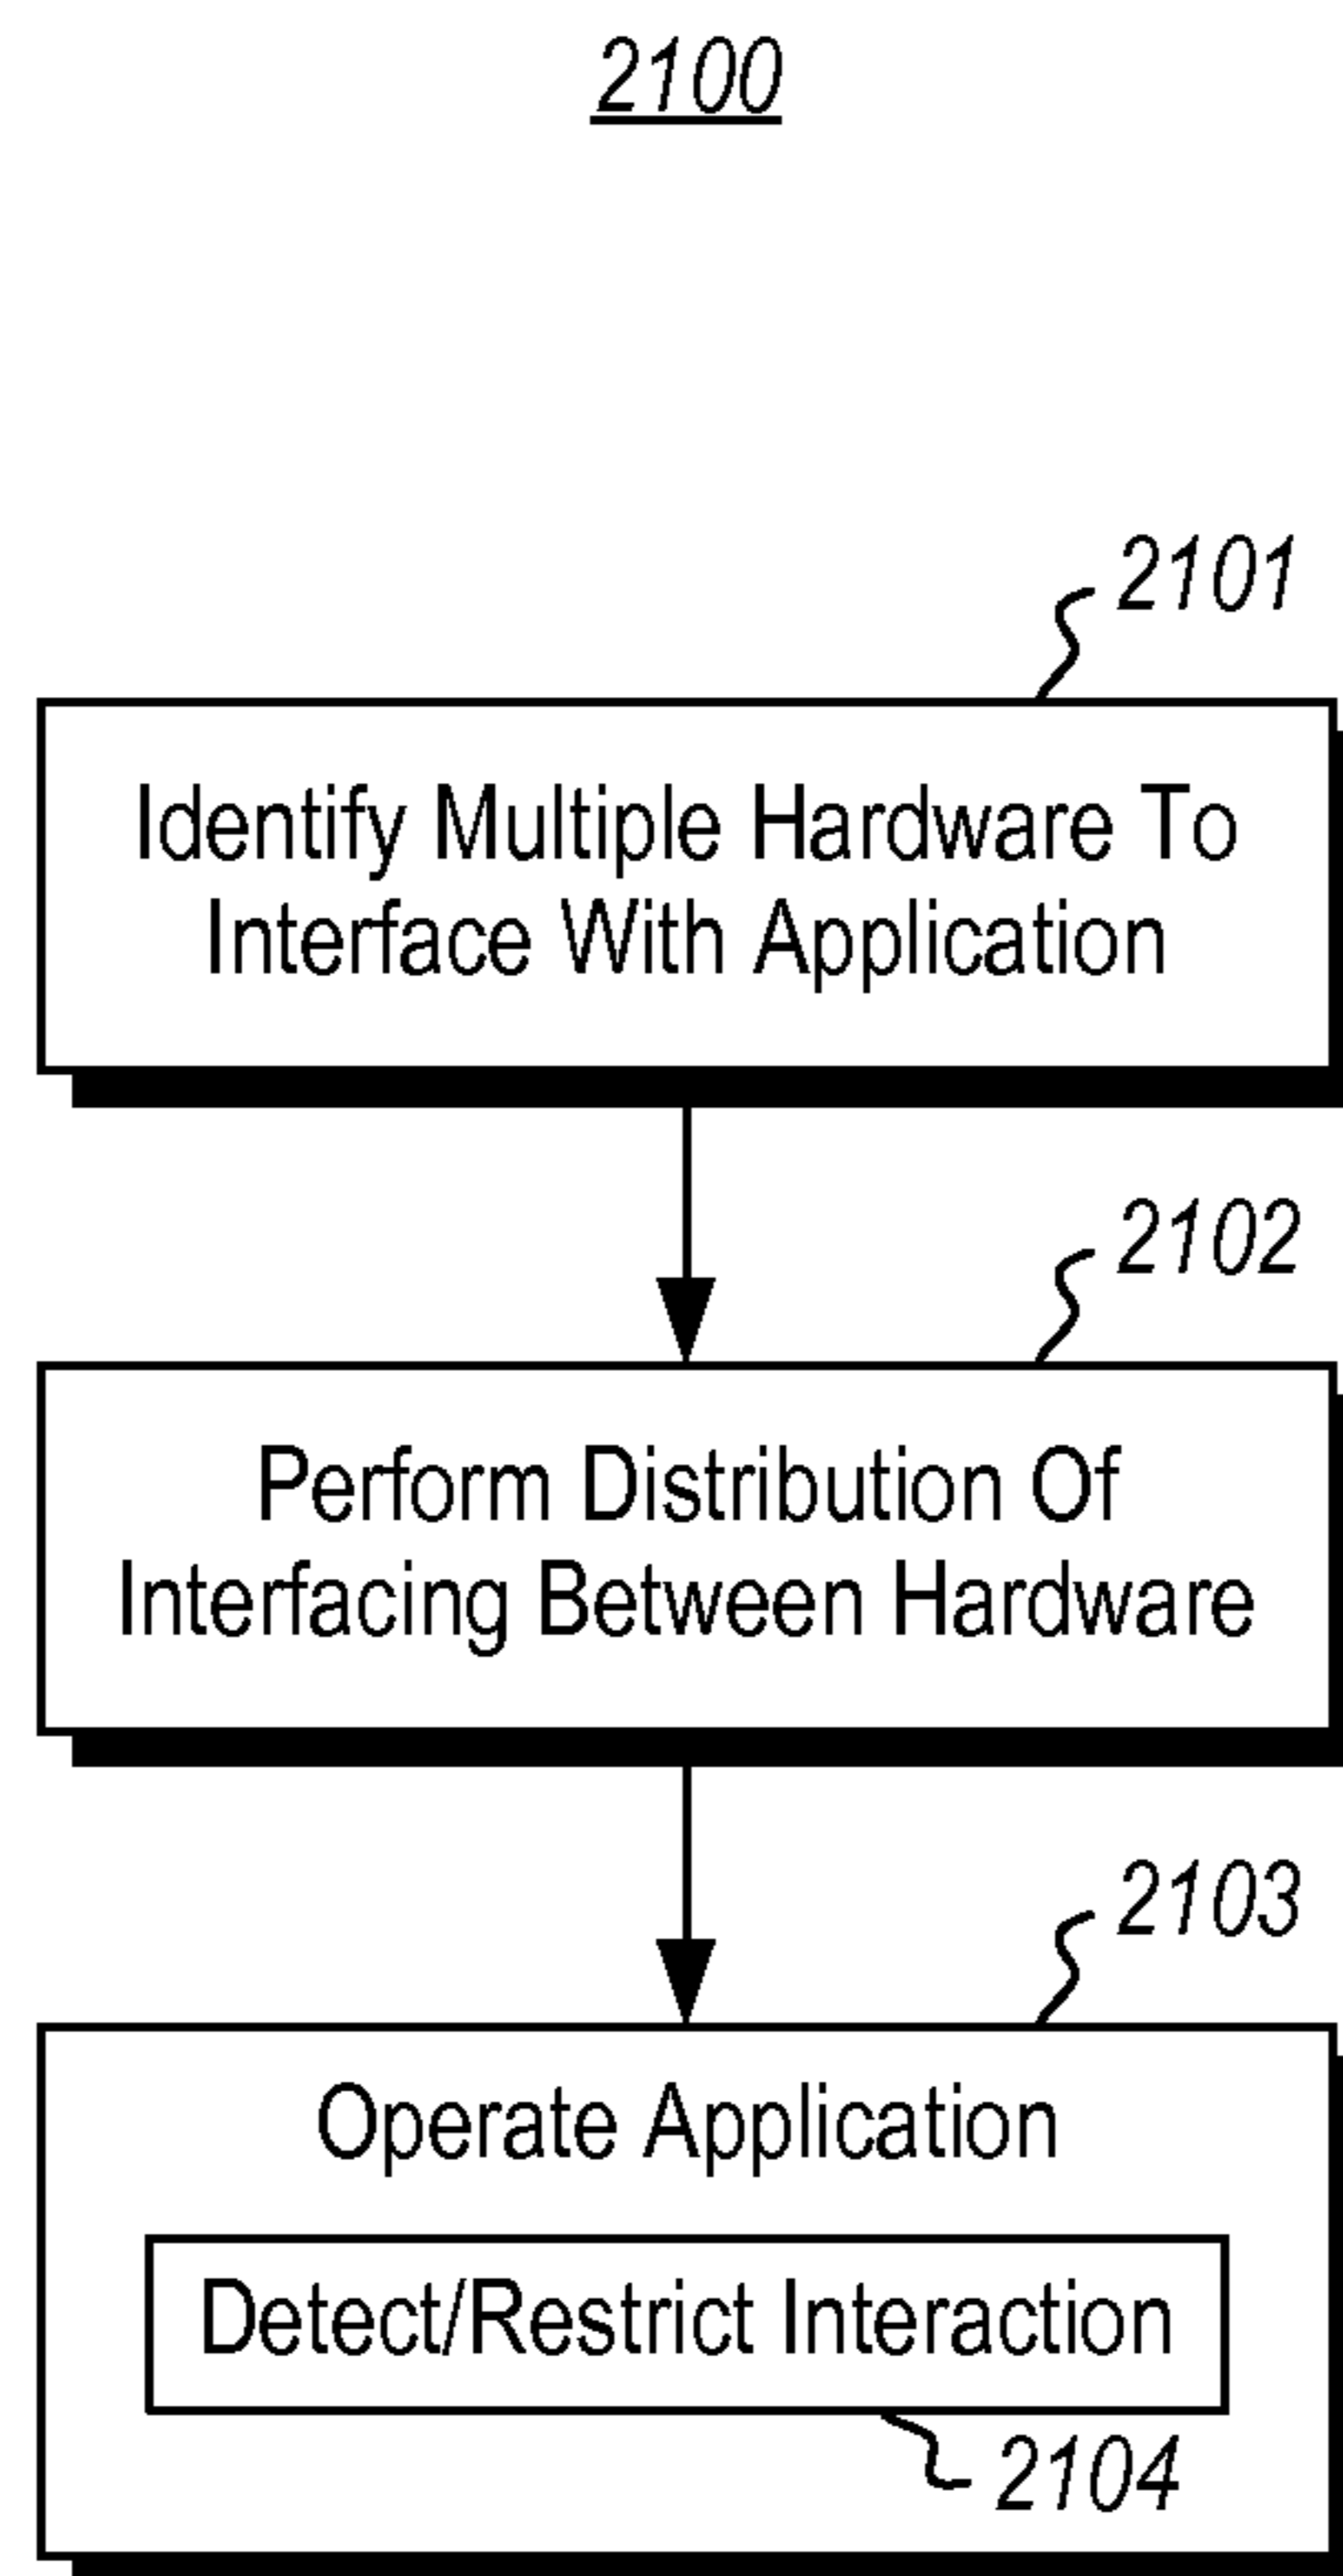 2100
2101
Identify Multiple Hardware To
Interface With Application
2102
Perform Distribution Of
Interfacing Between Hardware
2103
Operate Application
Detect/Restrict Interaction
2104